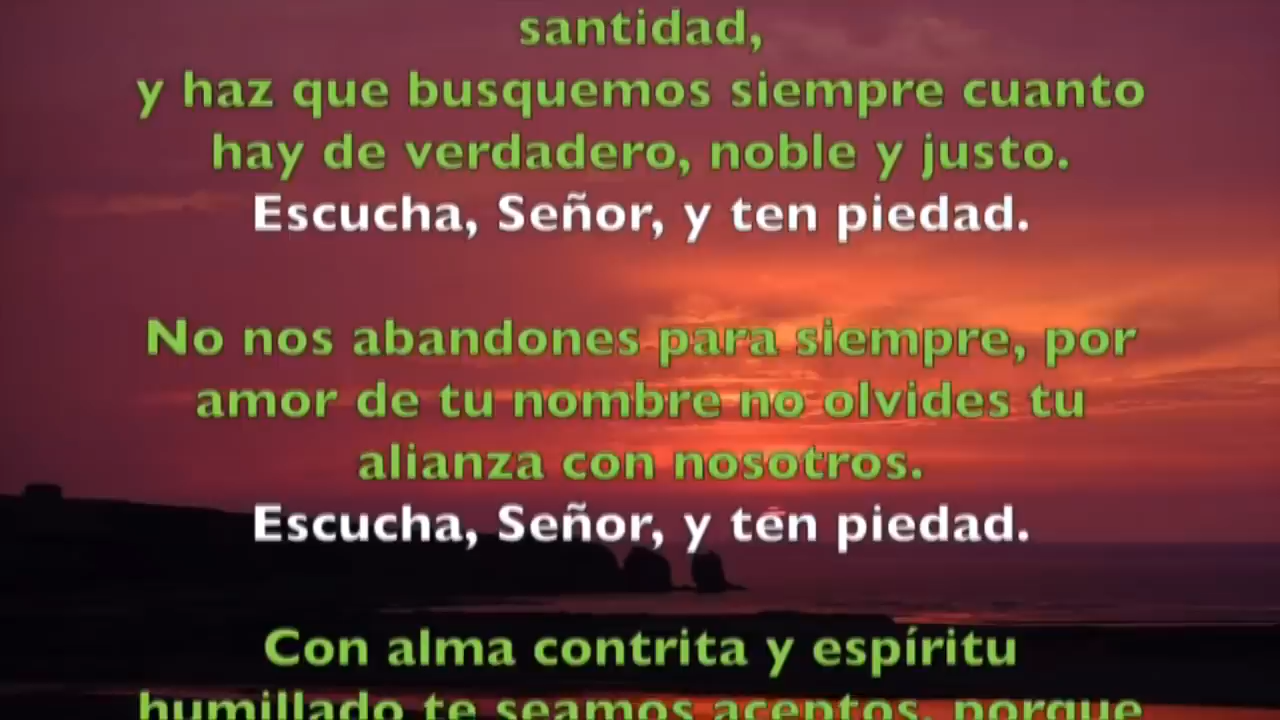 santidad,
y haz que busquemos siempre cuanto
hay de verdadero, noble y justo.
Escucha, Señor, y ten piedad.
No nos abandones para siempre, por
amor de tu nombre no olvides tu
alianza con nosotros.
Escucha, Señor, y ten piedad.
Con alma contrita y espíritu
humillado te seamos aceptos, porque